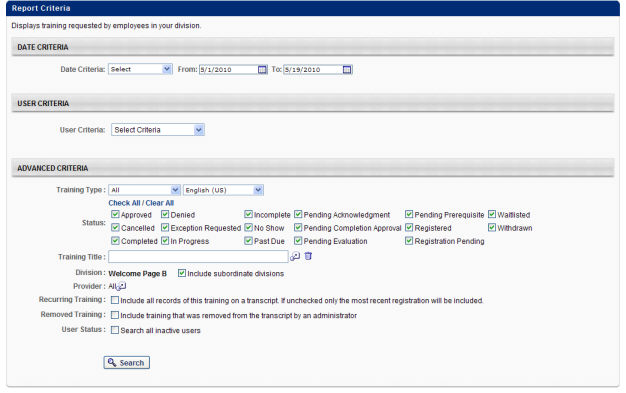 Report Criteria
Displays training requested by employees in your division.
DATE CRITERIA
Date Criteria: Select From: 5/1/2010 To: 5/19/2010
USER CRITERIA
User Criteria: Select Criteria
ADVANCED CRITERIA
Training Type : All English (US)
Check All / Clear All
Status: Approved Denied Incomplete Pending Acknowledgment Pending Prerequisite Waitlisted
Cancelled Exception Requested No Show Pending Completion Approval Registered Withdrawn
Completed In Progress Past Due Pending Evaluation Registration Pending
Training Title :
Division : Welcome Page B Include subordinate divisions
Provider : All
Recurring Training : Include all records of this training on a transcript. If unchecked only the most recent registration will be included.
Removed Training : Include training that was removed from the transcript by an administrator
User Status : Search all inactive users
Search